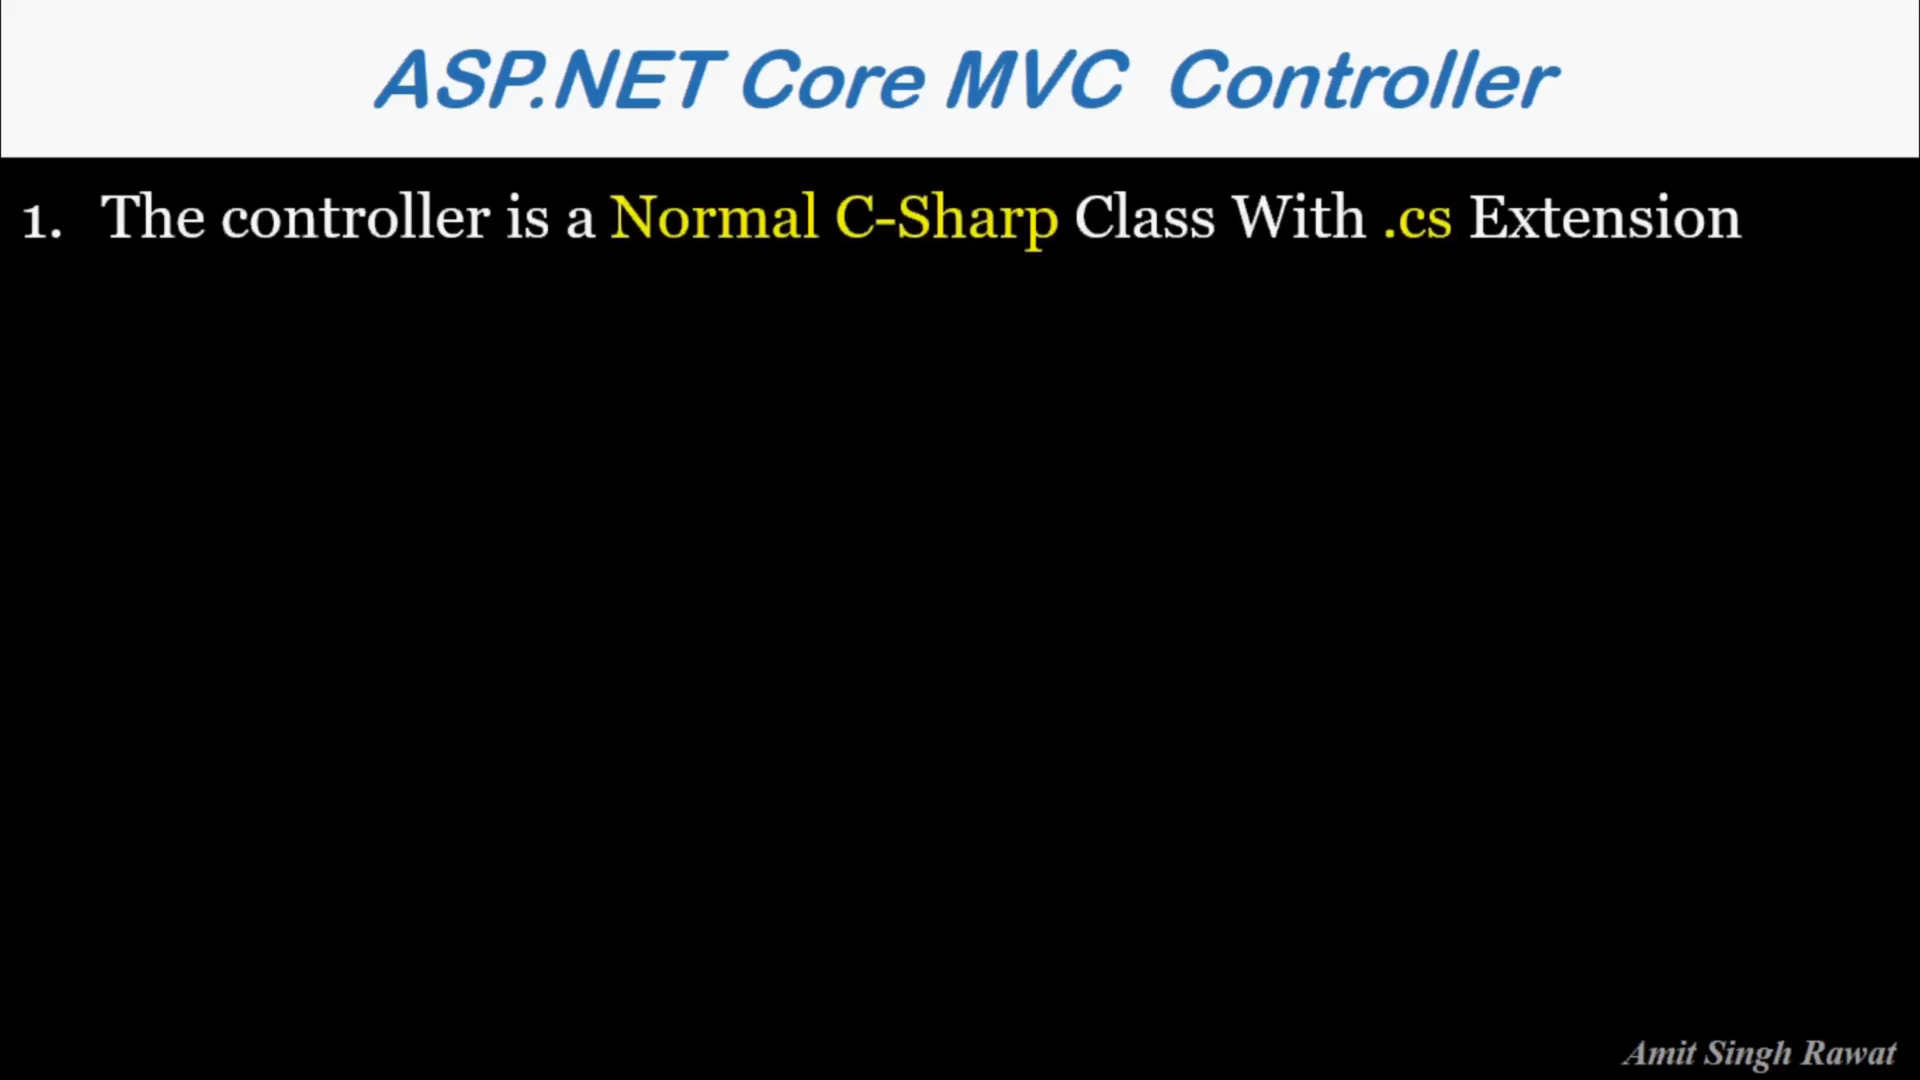 ASP.NET Core MVC Controller
1. The controller is a Normal C-Sharp Class With .cs Extension
Amit Singh Rawat